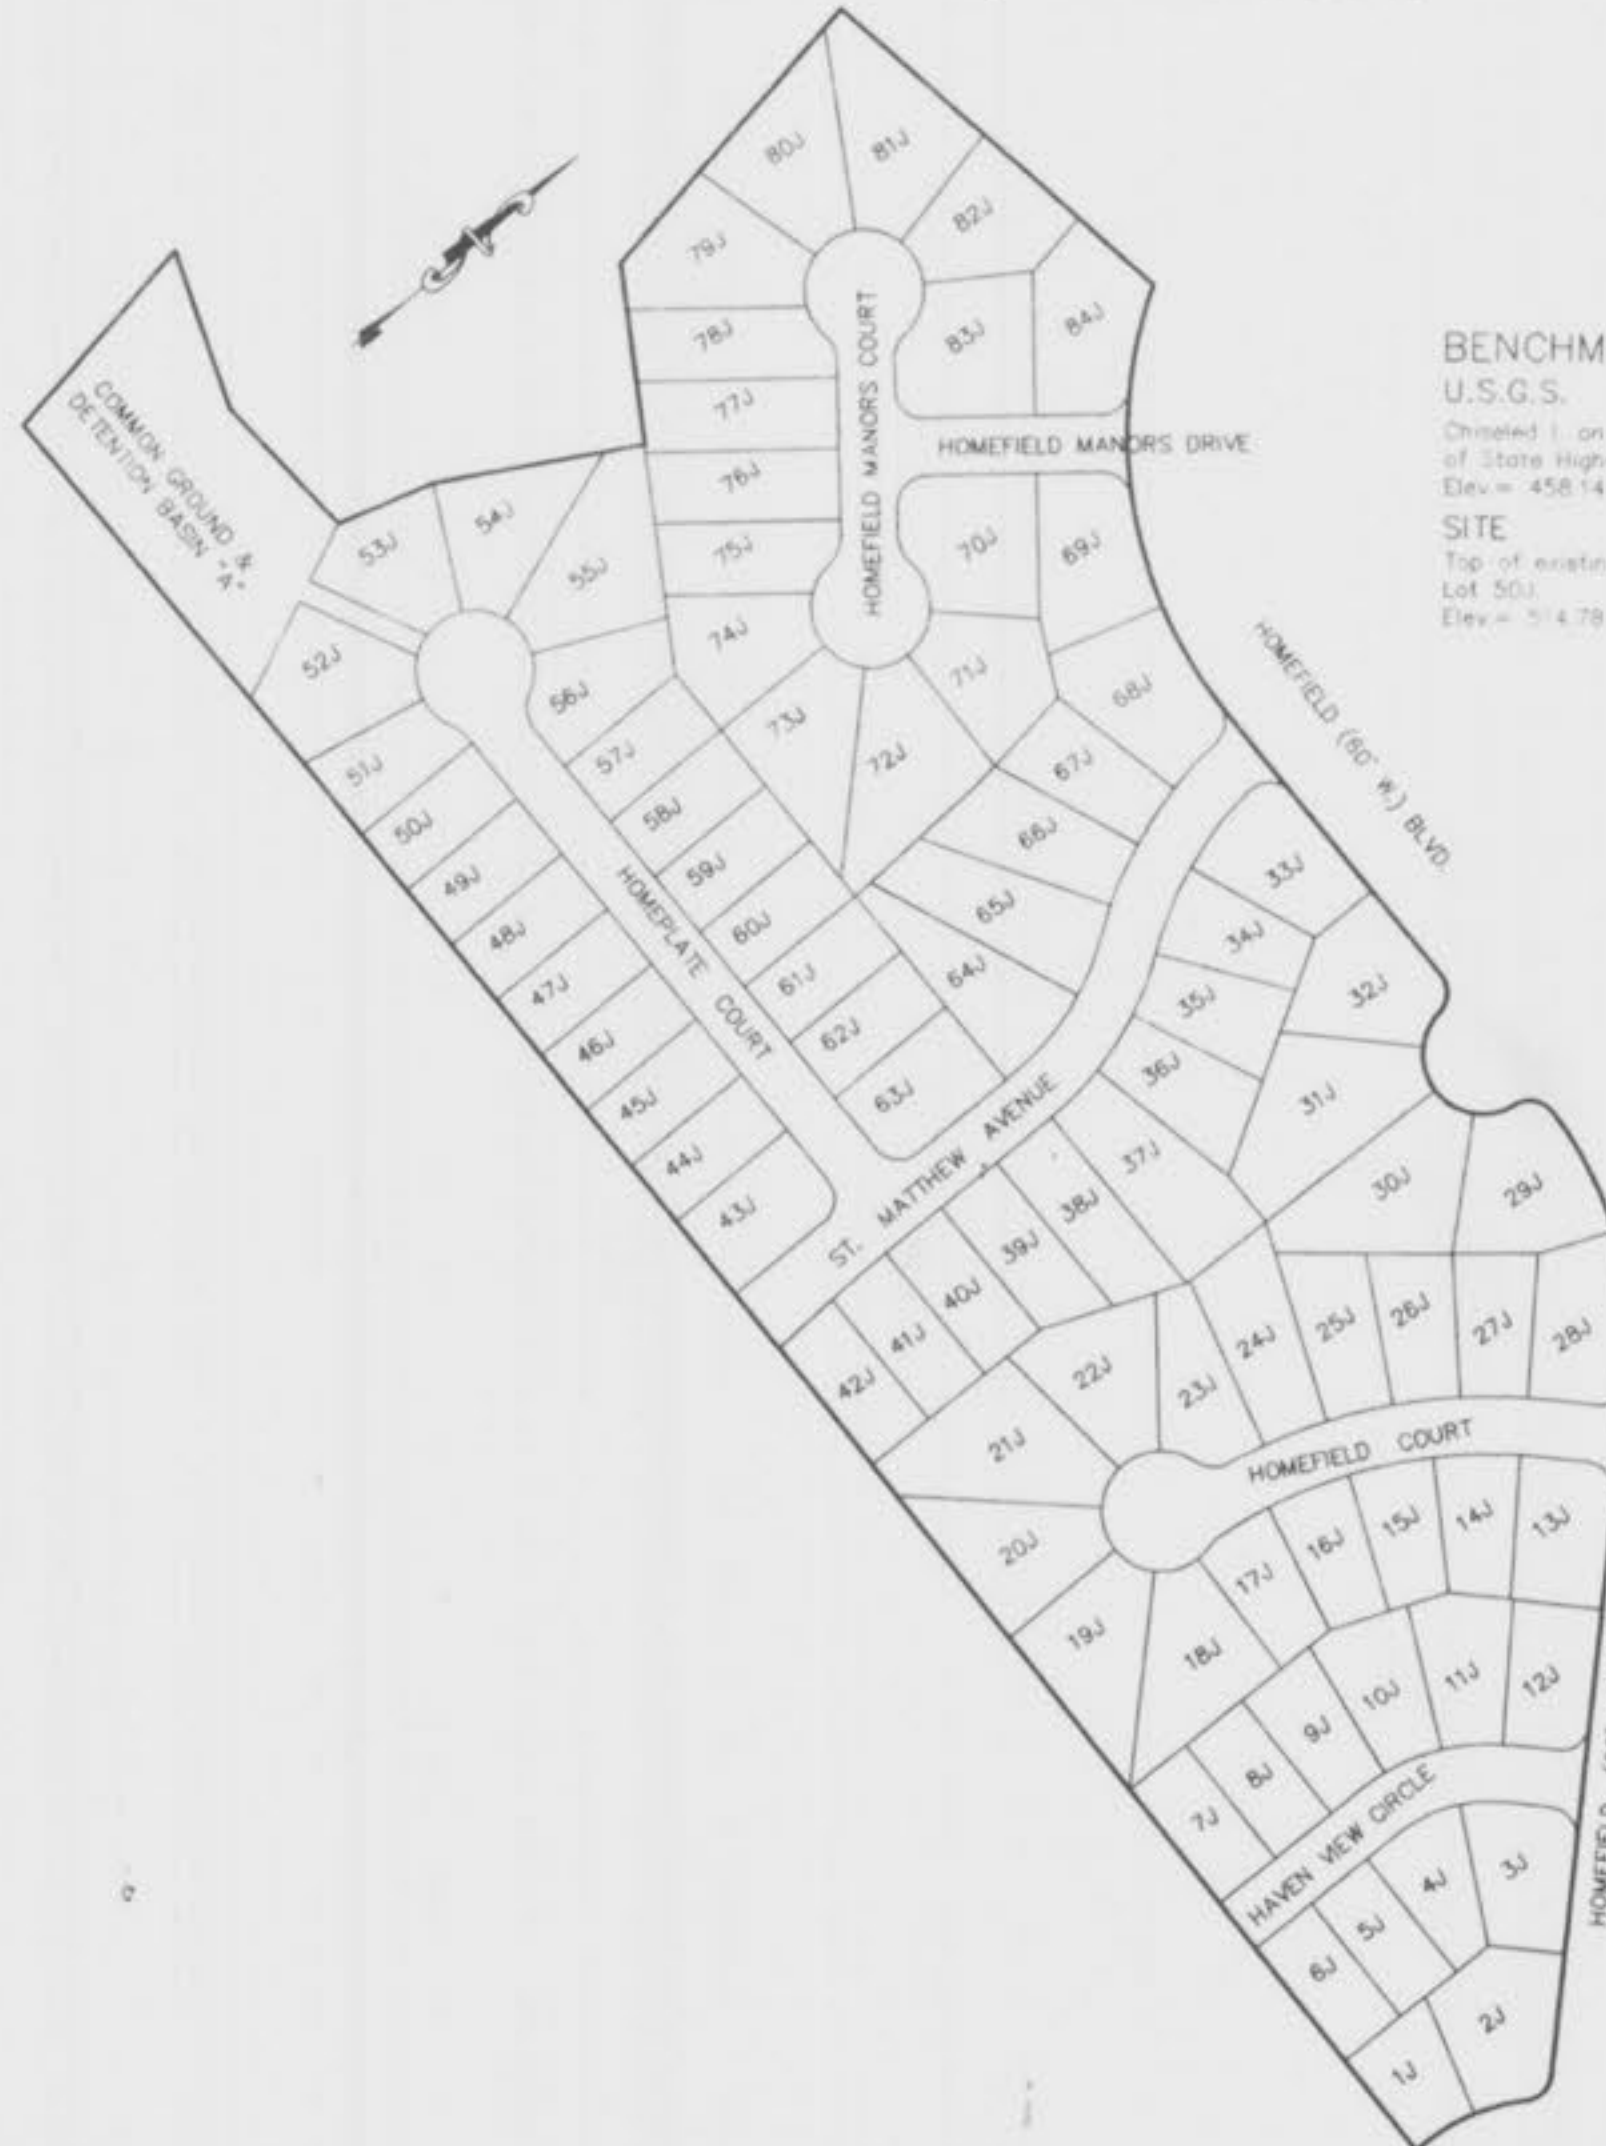 80J
81J
82J
79J
78J
83J
84J
77J
HOMEFIELD MANORS COURT
HOMEFIELD MANORS DRIVE
76J
75J
70J
69J
74J
71J
68J
73J
72J
67J
66J
65J
64J
COMMON GROUND &
DETENTION BASIN "A"
N
53J
54J
55J
52J
56J
51J
57J
50J
58J
49J
59J
48J
60J
47J
61J
46J
62J
45J
63J
44J
43J
HOMEPLATE COURT
ST. MATTHEW AVENUE
HOMEFIELD (60' W.) BLVD.
BENCHM
U.S.G.S.
Chiseled on
of State High
Elev = 458.14
SITE
Top of existin
Lot 50J.
Elev = 514.78
33J
34J
32J
35J
36J
31J
37J
38J
39J
40J
41J
42J
30J
29J
28J
27J
26J
25J
24J
23J
22J
21J
20J
HOMEFIELD COURT
19J
18J
17J
16J
15J
14J
13J
12J
11J
10J
9J
8J
7J
HAVEN VIEW CIRCLE
HOMEFIELD
6J
5J
4J
3J
2J
1J